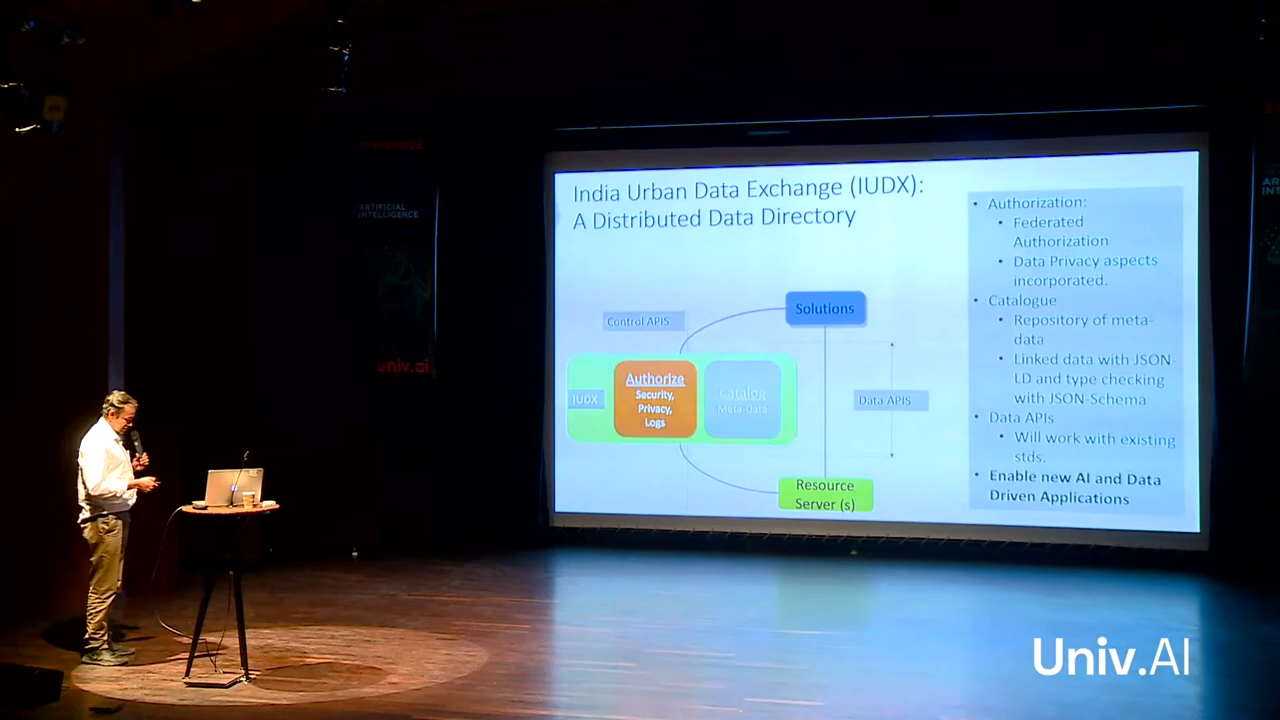 ARTIFICIAL
INTELLIGENCE
univ.ai
India Urban Data Exchange (IUDX):
A Distributed Data Directory
Solutions
Control APIS
IUDX
Authorize
Security,
Privacy,
Logs
Catalog
Meta-Data
Data APIS
Resource
Server (s)
• Authorization:
• Federated
Authorization
• Data Privacy aspects
incorporated.
• Catalogue
• Repository of meta-
data
• Linked data with JSON-
LD and type checking
with JSON-Schema
• Data APIs
• Will work with existing
stds.
• Enable new AI and Data
Driven Applications
Univ.AI